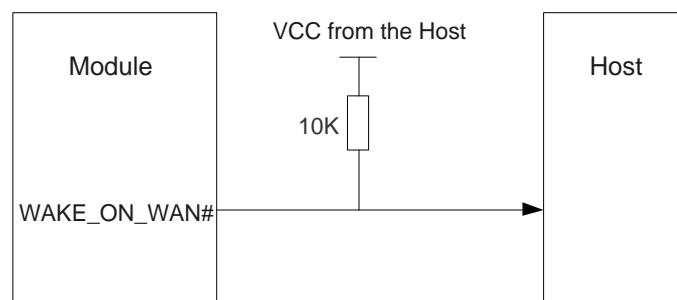 VCC from the Host
Module
Host
10K
WAKE_ON_WAN#